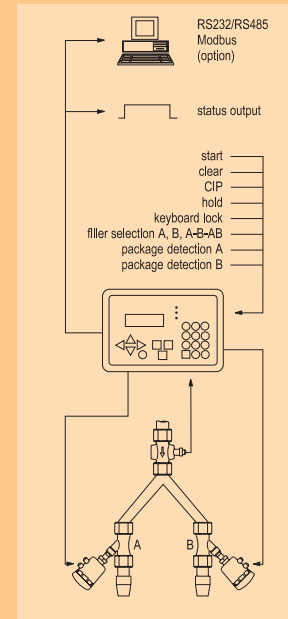 RS232/RS485
Modbus
(option)
status output
start
clear
CIP
hold
keyboard lock
filler selection A, B, A-B-AB
package detection A
package detection B
A
B